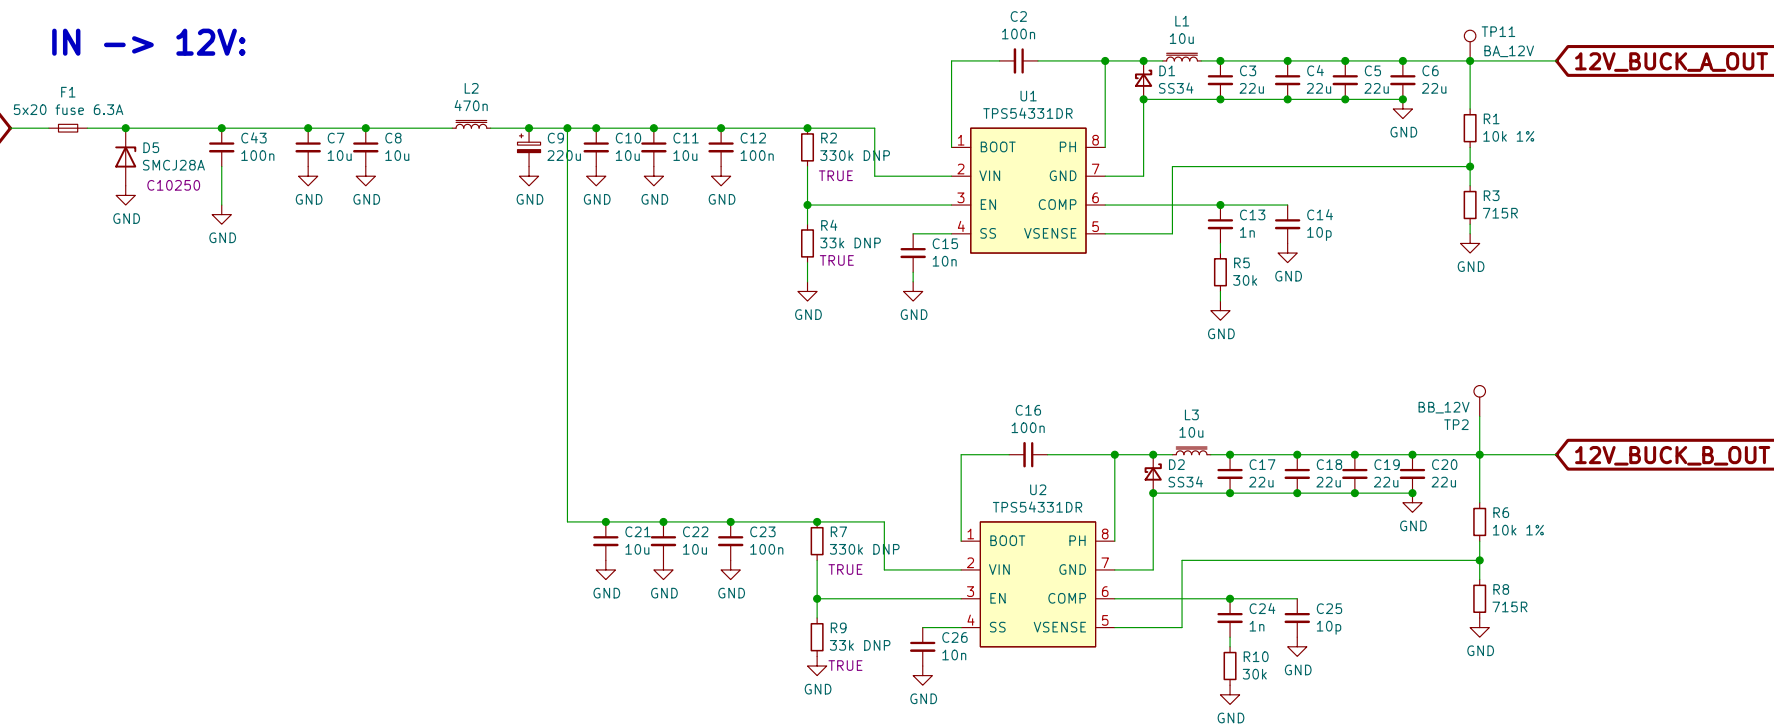 IN -> 12V:
F1
5x20 fuse 6.3A
D5
SMCJ28A
C10250
GND
C43
100n
GND
C7
10u
GND
C8
10u
GND
L2
470n
C9
220u
GND
C10
10u
GND
C11
10u
GND
C12
100n
GND
R2
330k DNP
TRUE
R4
33k DNP
TRUE
GND
C15
10n
GND
C2
100n
U1
TPS54331DR
1
BOOT
2
VIN
3
EN
4
SS
PH
8
GND
7
COMP
6
VSENSE
5
D1
SS34
L1
10u
C3
22u
C4
22u
C5
22u
C6
22u
GND
TP11
BA_12V
12V_BUCK_A_OUT
R1
10k 1%
R3
715R
GND
C13
1n
R5
30k
GND
C14
10p
GND
C21
10u
GND
C22
10u
GND
C23
100n
GND
R7
330k DNP
TRUE
R9
33k DNP
TRUE
GND
C26
10n
GND
C16
100n
U2
TPS54331DR
1
BOOT
2
VIN
3
EN
4
SS
PH
8
GND
7
COMP
6
VSENSE
5
D2
SS34
L3
10u
C17
22u
C18
22u
C19
22u
C20
22u
GND
BB_12V
TP2
12V_BUCK_B_OUT
R6
10k 1%
R8
715R
GND
C24
1n
R10
30k
GND
C25
10p
GND